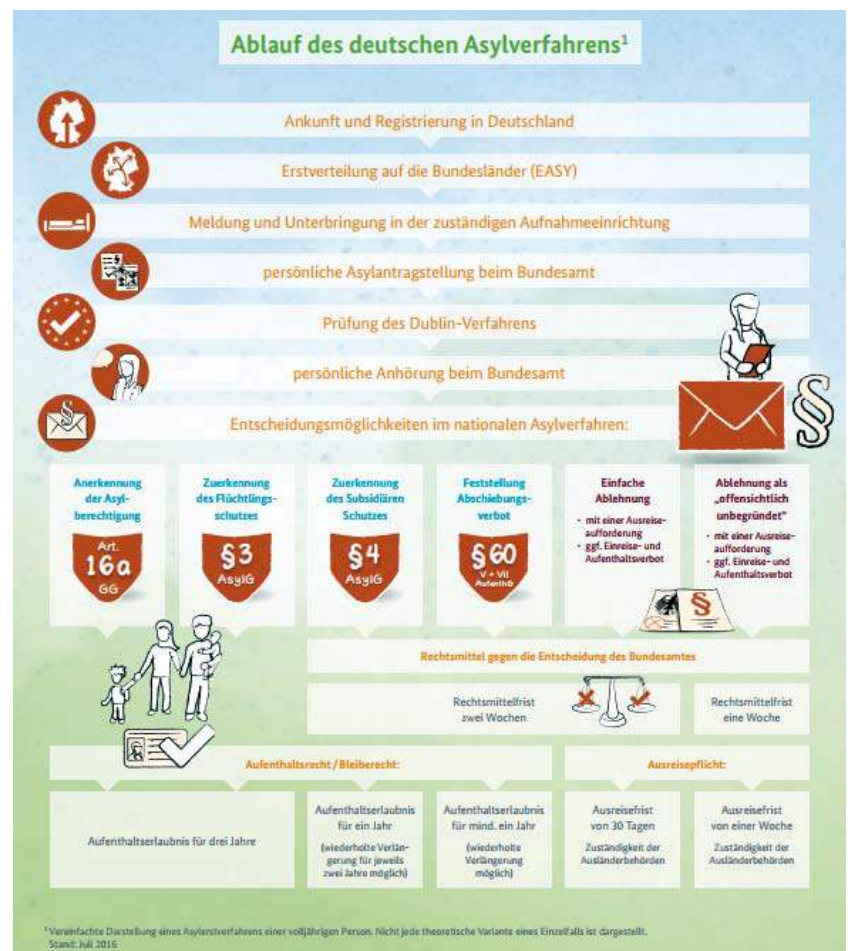 Ablauf des deutschen Asylverfahrens¹
Ankunft und Registrierung in Deutschland
Erstverteilung auf die Bundesländer (EASY)
Meldung und Unterbringung in der zuständigen Aufnahmeeinrichtung
persönliche Asylantragstellung beim Bundesamt
Prüfung des Dublin-Verfahrens
persönliche Anhörung beim Bundesamt
Entscheidungsmöglichkeiten im nationalen Asylverfahren:
§
§
Anerkennung
der Asyl-
berechtigung
Art.
16a
GG
Zuerkennung
des Flüchtlings-
schutzes
§3
AsylG
Zuerkennung
des Subsidiären
Schutzes
§4
AsylG
Feststellung
Abschiebungs-
verbot
§60
V + VII
AufenthG
Einfache
Ablehnung
• mit einer Ausreise-
aufforderung
• ggf. Einreise- und
Aufenthaltsverbot
Ablehnung als
„offensichtlich
unbegründet“
• mit einer Ausreise-
aufforderung
• ggf. Einreise- und
Aufenthaltsverbot
§
Rechtsmittel gegen die Entscheidung des Bundesamtes
Rechtsmittelfrist
zwei Wochen
Rechtsmittelfrist
eine Woche
Aufenthaltsrecht / Bleiberecht:
Ausreisepflicht:
Aufenthaltserlaubnis für drei Jahre
Aufenthaltserlaubnis
für ein Jahr
(wiederholte Verlän-
gerung für jeweils
zwei Jahre möglich)
Aufenthaltserlaubnis
für mind. ein Jahr
(wiederholte
Verlängerung
möglich)
Ausreisefrist
von 30 Tagen
Zuständigkeit der
Ausländerbehörden
Ausreisefrist
von einer Woche
Zuständigkeit der
Ausländerbehörden
¹ Vereinfachte Darstellung eines Asylerstverfahrens einer volljährigen Person. Nicht jede theoretische Variante eines Einzelfalls ist dargestellt.
Stand: Juli 2016